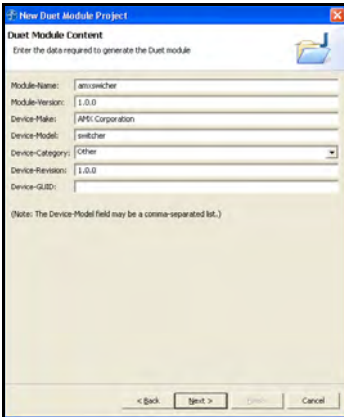 New Duet Module Project
Duet Module Content
Enter the data required to generate the Duet module
Module-Name: amxswicher
Module-Version: 1.0.0
Device-Make: AMX Corporation
Device-Model: switcher
Device-Category: Other
Device-Revision: 1.0.0
Device-GUID:
(Note: The Device-Model field may be a comma-separated list.)
< Back Next > Finish Cancel